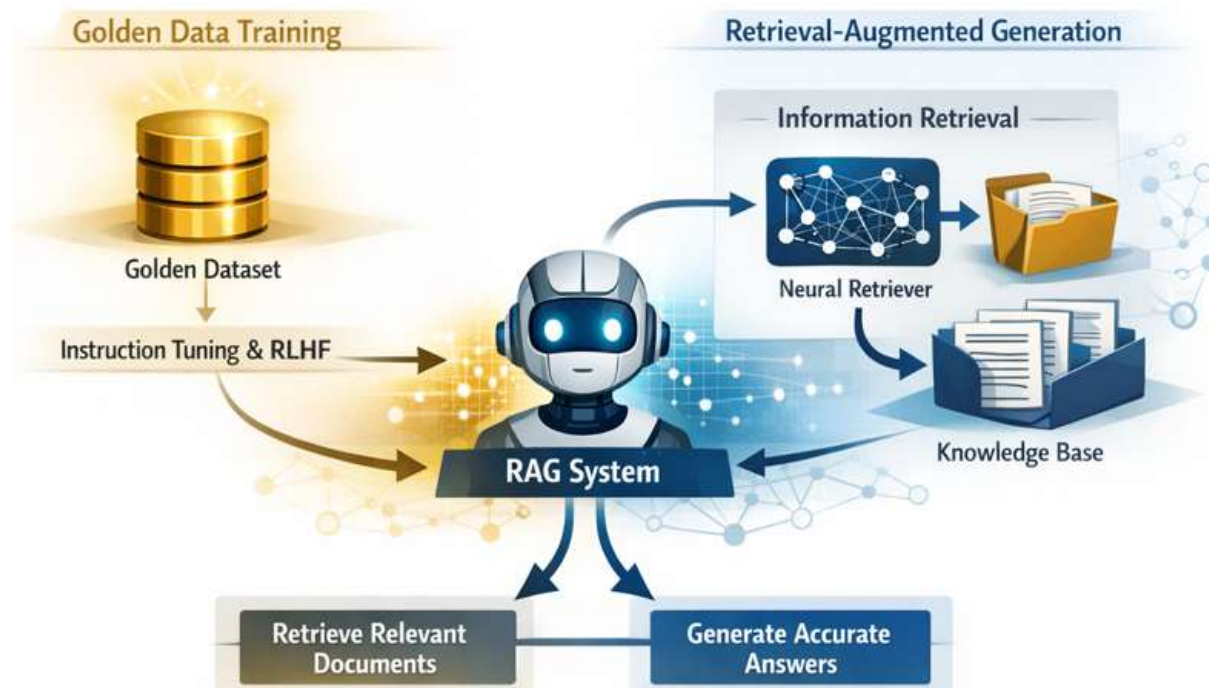 Golden Data Training
Golden Dataset
Instruction Tuning & RLHF
Retrieval-Augmented Generation
Information Retrieval
Neural Retriever
Knowledge Base
RAG System
Retrieve Relevant
Documents
Generate Accurate
Answers